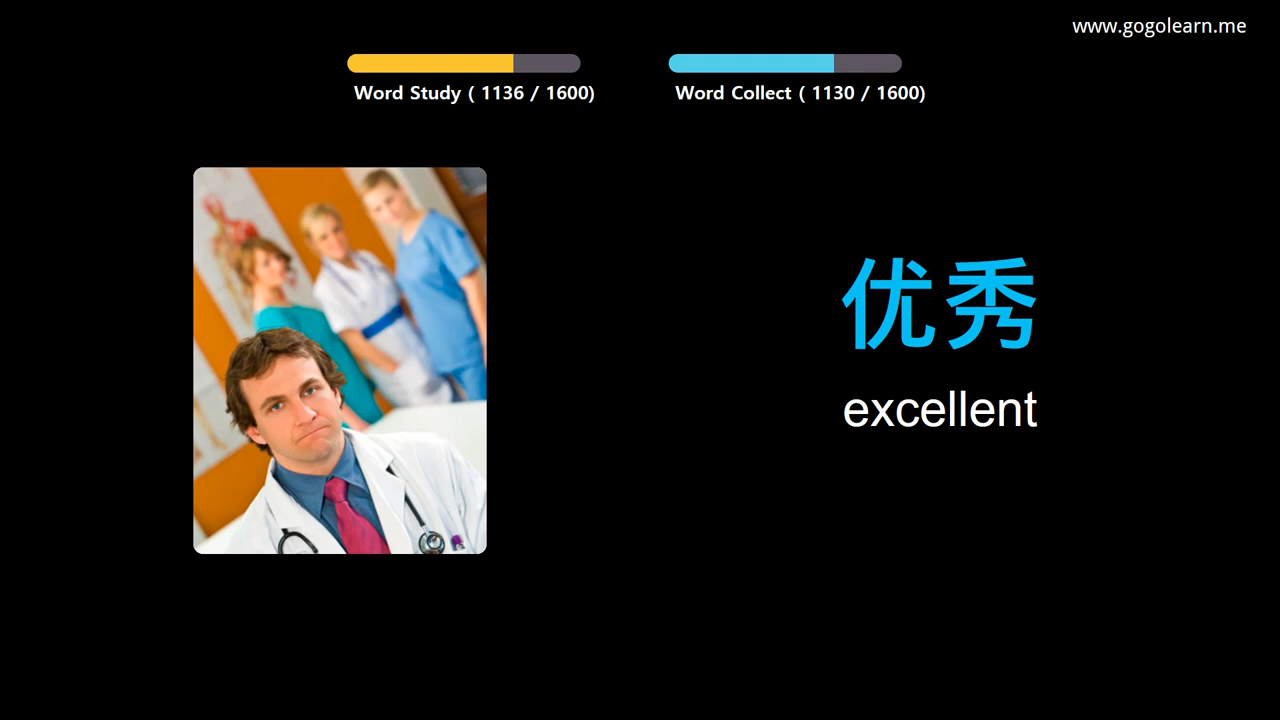 www.gogolearn.me
Word Study ( 1136 / 1600)
Word Collect ( 1130 / 1600)
优秀
excellent